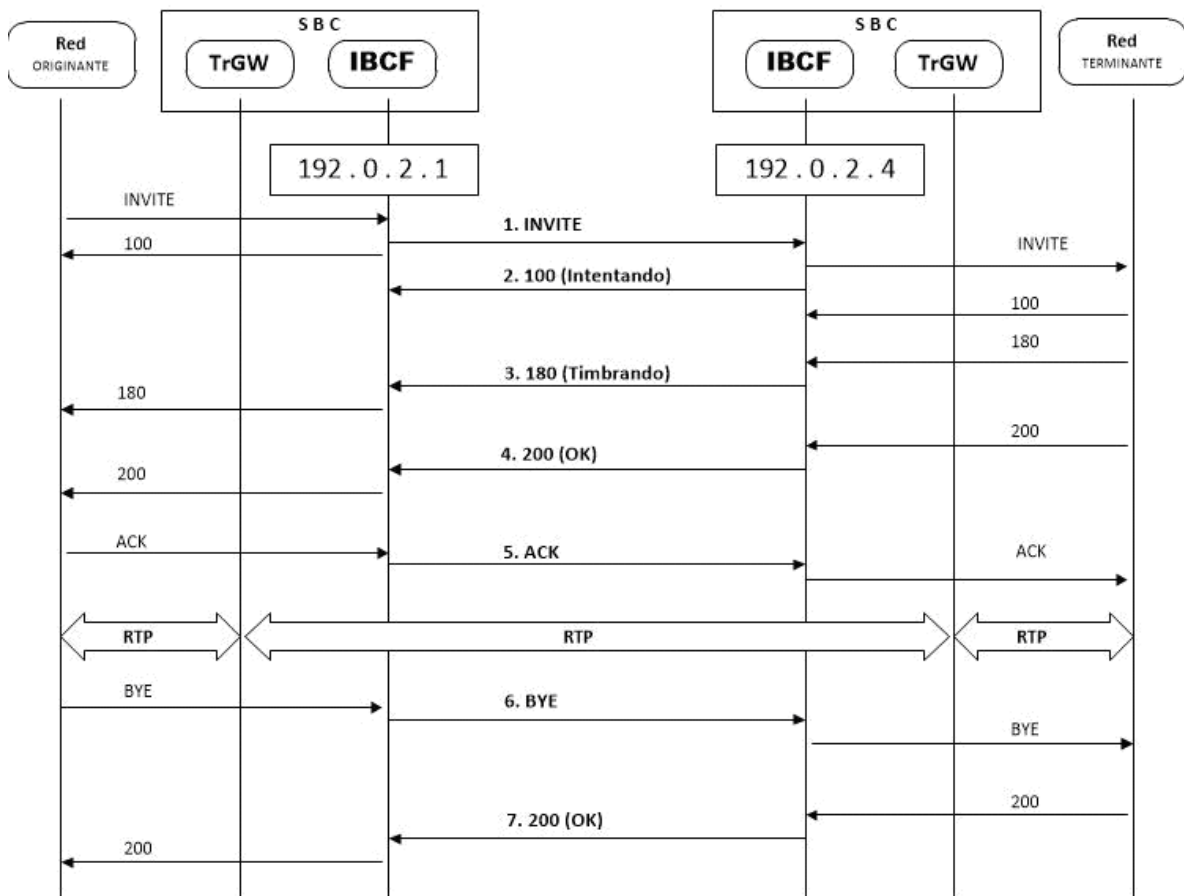 S B C
S B C
Red
ORIGINANTE
TrGW
IBCF
IBCF
TrGW
Red
TERMINANTE
192.0.2.1
192.0.2.4
INVITE
1. INVITE
100
INVITE
2. 100 (Intentando)
100
180
3. 180 (Timbrando)
180
200
4. 200 (OK)
200
ACK
5. ACK
ACK
RTP
RTP
RTP
BYE
6. BYE
BYE
200
7. 200 (OK)
200